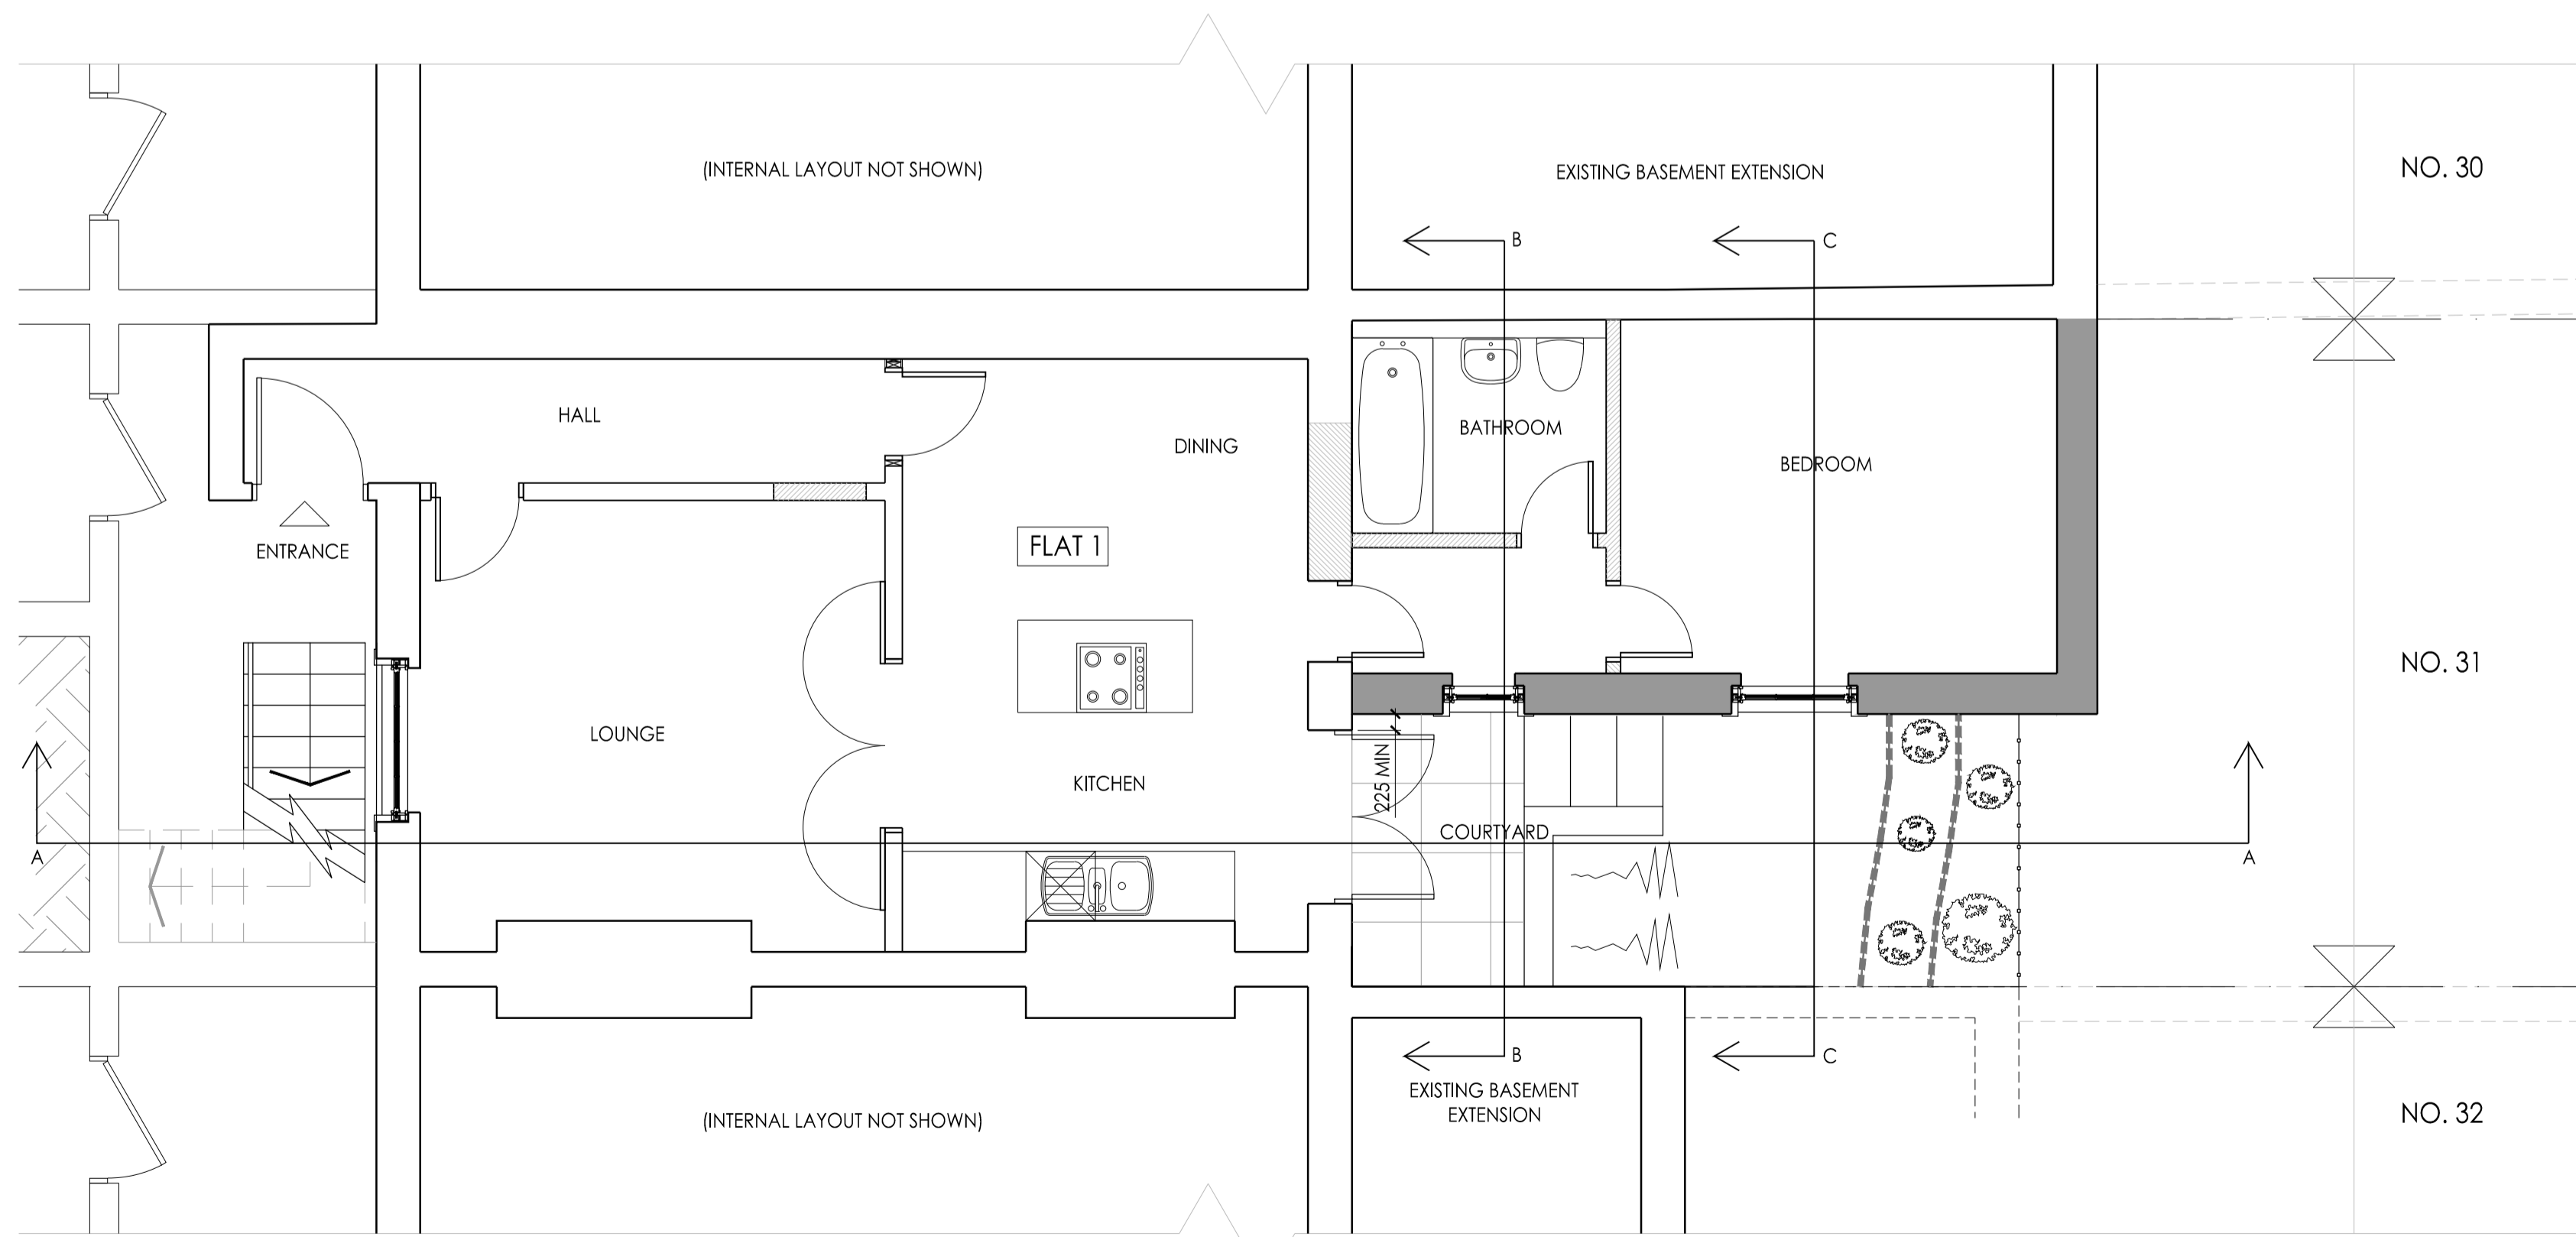 (INTERNAL LAYOUT NOT SHOWN)
EXISTING BASEMENT EXTENSION
NO. 30
B
C
HALL
DINING
BATHROOM
BEDROOM
ENTRANCE
FLAT 1
NO. 31
LOUNGE
KITCHEN
225 MIN
COURTYARD
A
A
B
C
EXISTING BASEMENT
EXTENSION
(INTERNAL LAYOUT NOT SHOWN)
NO. 32